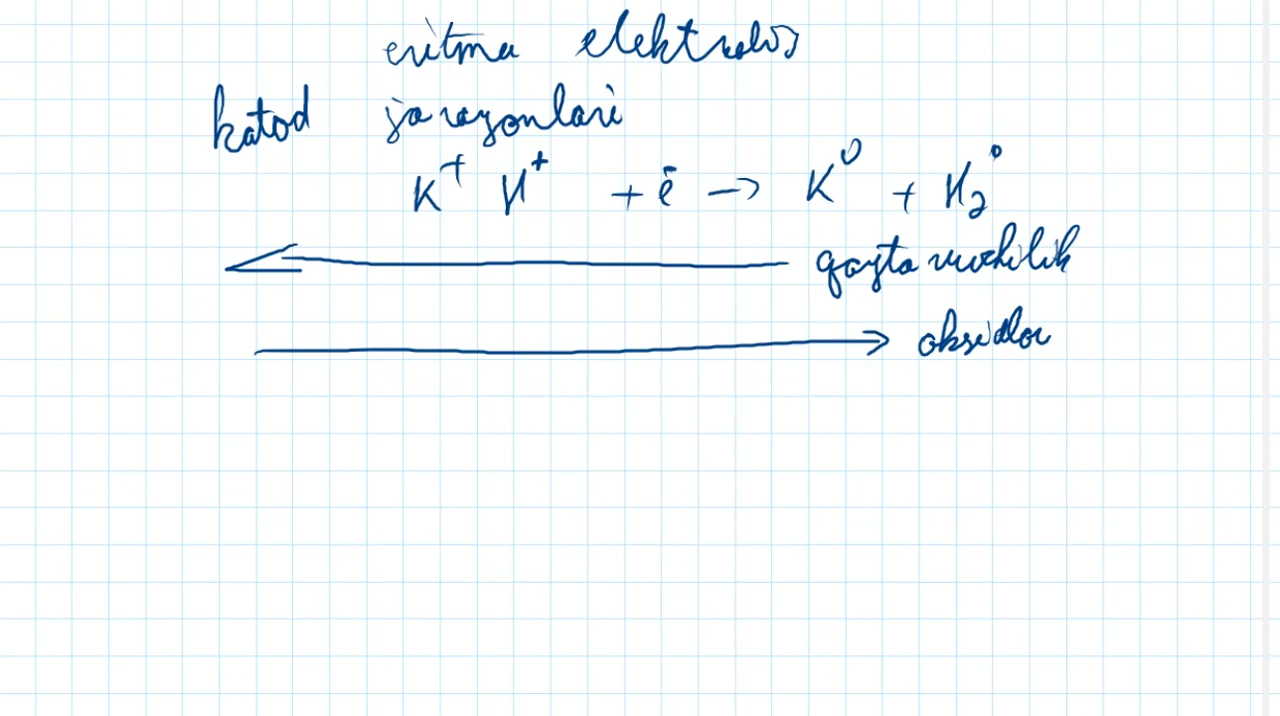 eritma elektroliz
katod jarayonlari
K⁺ H⁺ + ē → K⁰ + H₂⁰
qaytaruvchilik
oksidlov